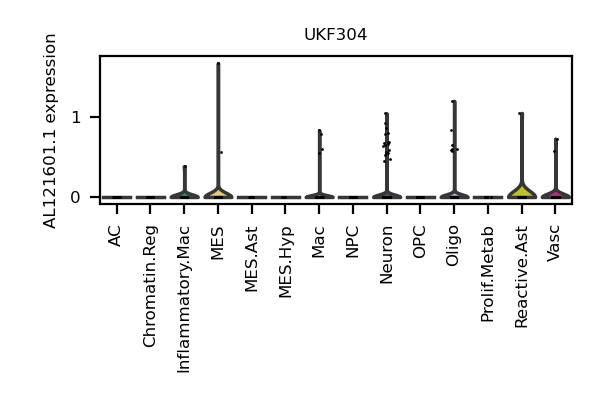 UKF304
AL121601.1 expression
1
0
AC
Chromatin.Reg
Inflammatory.Mac
MES
MES.Ast
MES.Hyp
Mac
NPC
Neuron
OPC
Oligo
Prolif.Metab
Reactive.Ast
Vasc